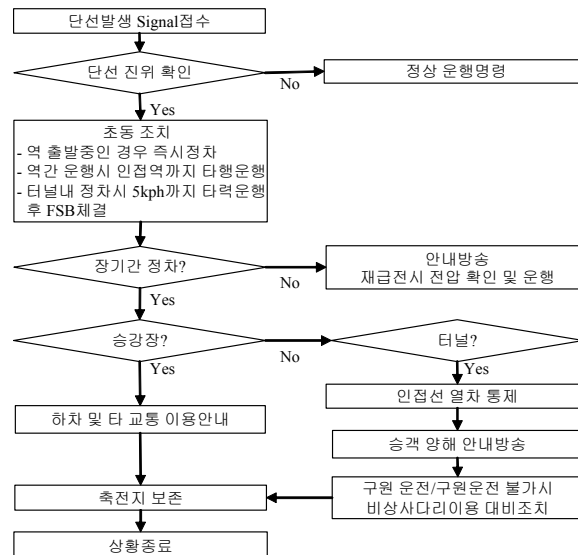 단선발생 Signal접수
단선 진위 확인
No
정상 운행명령
Yes
초동 조치
- 역 출발중인 경우 즉시정차
- 역간 운행시 인접역까지 타행운행
- 터널내 정차시 5kph까지 타력운행
후 FSB체결
장기간 정차?
No
안내방송
재급전시 전압 확인 및 운행
Yes
승강장?
No
터널?
Yes
Yes
인접선 열차 통제
하차 및 타 교통 이용안내
승객 양해 안내방송
구원 운전/구원운전 불가시
비상사다리이용 대비조치
축전지 보존
상황종료